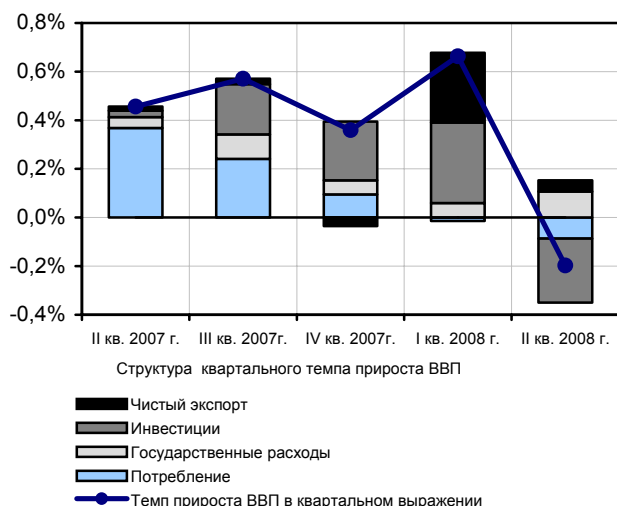 0,8%
0,6%
0,4%
0,2%
0,0%
-0,2%
-0,4%
II кв. 2007 г. III кв. 2007г. IV кв. 2007г. I кв. 2008 г. II кв. 2008 г.
Структура квартального темпа прироста ВВП
Чистый экспорт
Инвестиции
Государственные расходы
Потребление
Темп прироста ВВП в квартальном выражении